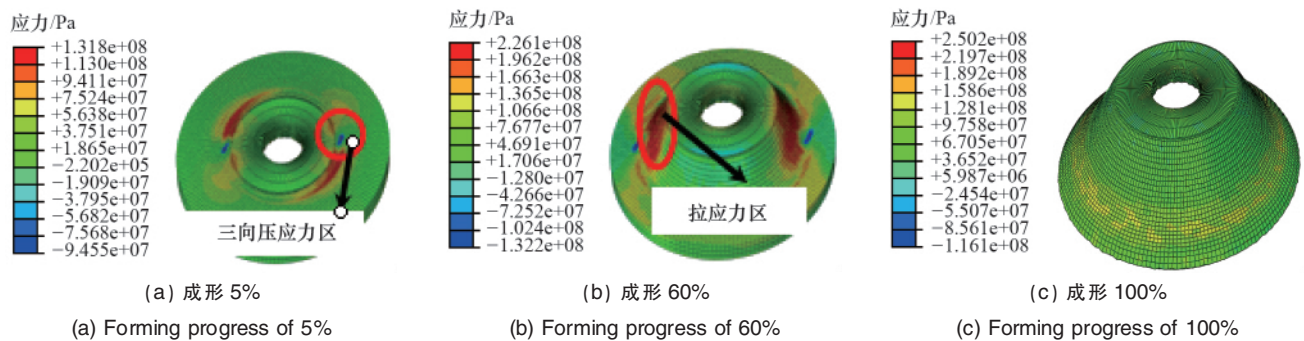 应力/Pa
+1.318e+08
+1.130e+08
+9.411e+07
+7.524e+07
+5.638e+07
+3.751e+07
+1.865e+07
−2.202e+05
−1.909e+07
−3.795e+07
−5.682e+07
−7.568e+07
−9.455e+07
三向压应力区
(a) 成形 5%
(a) Forming progress of 5%
应力/Pa
+2.261e+08
+1.962e+08
+1.663e+08
+1.365e+08
+1.066e+08
+7.677e+07
+4.691e+07
+1.706e+07
−1.280e+07
−4.266e+07
−7.252e+07
−1.024e+08
−1.322e+08
拉应力区
(b) 成形 60%
(b) Forming progress of 60%
应力/Pa
+2.502e+08
+2.197e+08
+1.892e+08
+1.586e+08
+1.281e+08
+9.758e+07
+6.705e+07
+3.652e+07
+5.987e+06
−2.454e+07
−5.507e+07
−8.561e+07
−1.161e+08
(c) 成形 100%
(c) Forming progress of 100%